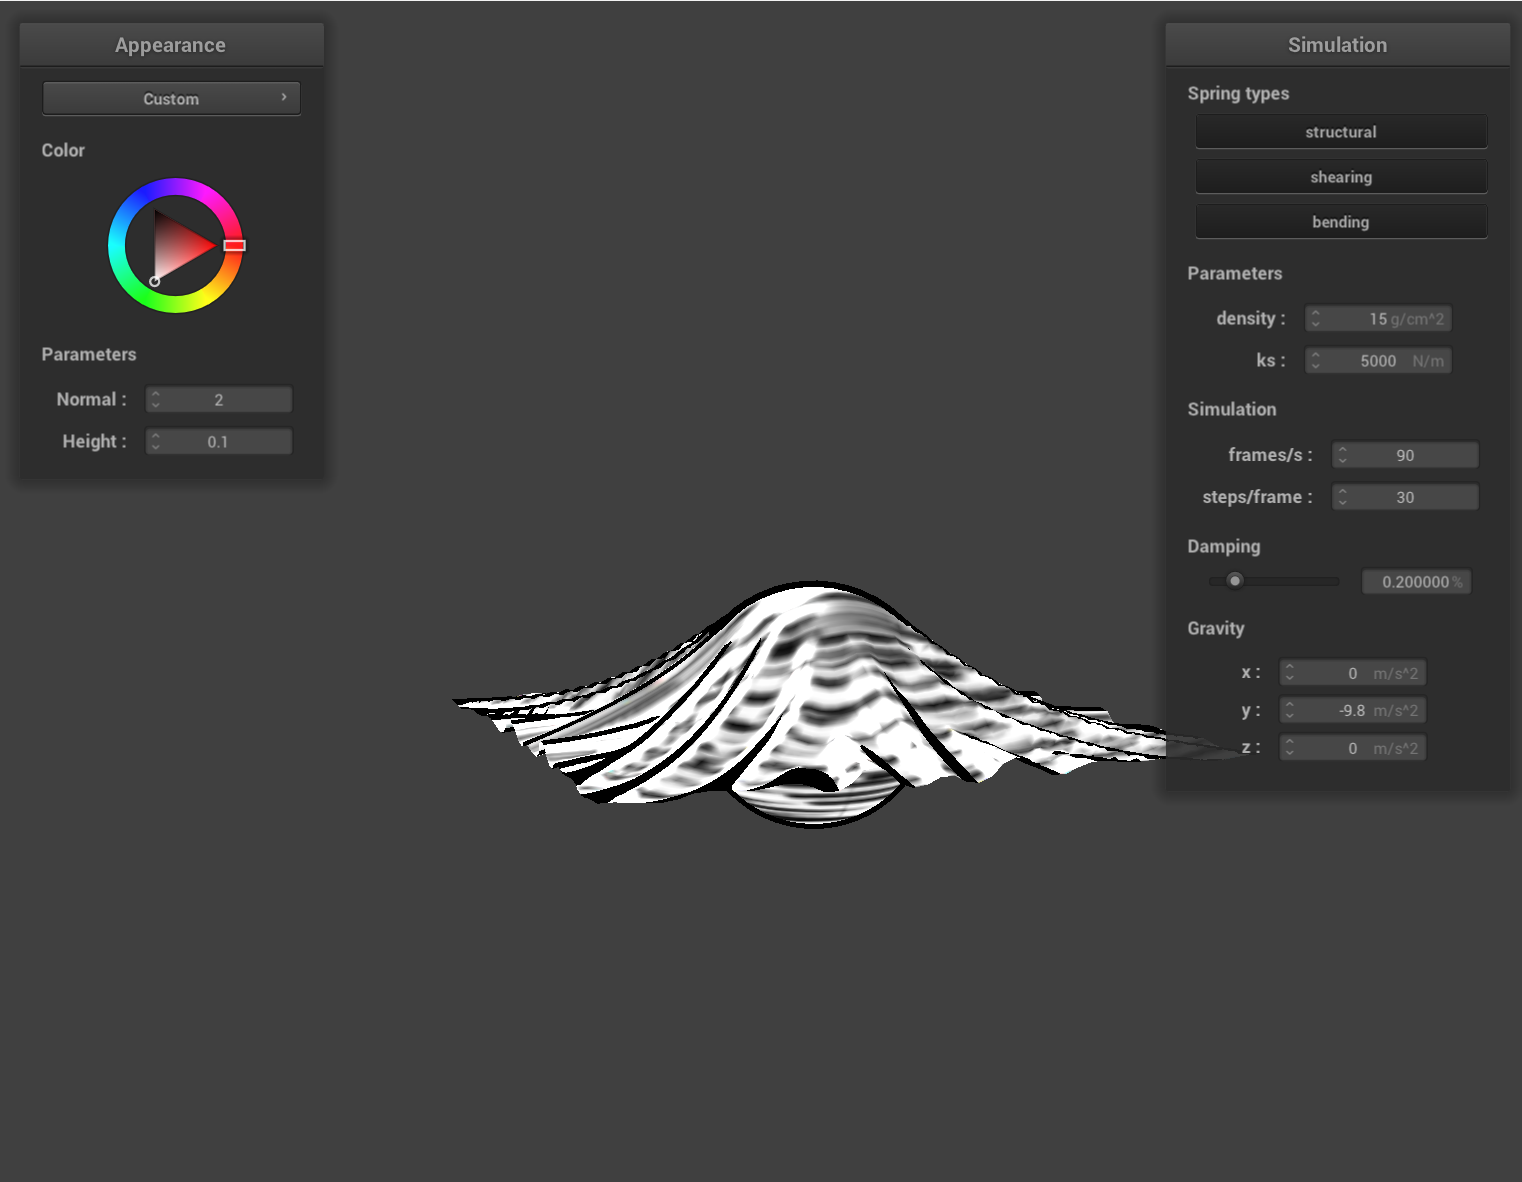 Appearance
Custom
Color
Parameters
Normal :
2
Height :
0.1
Simulation
Spring types
structural
shearing
bending
Parameters
density :
15 g/cm^2
ks :
5000 N/m
Simulation
frames/s :
90
steps/frame :
30
Damping
0.200000 %
Gravity
x :
0 m/s^2
y :
-9.8 m/s^2
z :
0 m/s^2